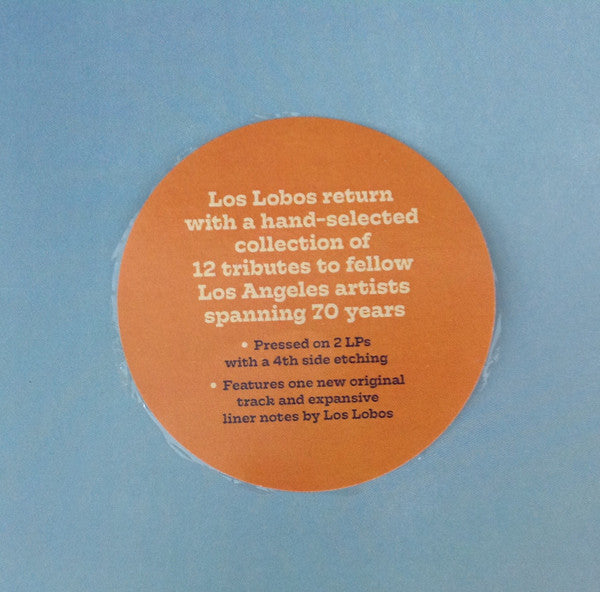 Los Lobos return
with a hand-selected
collection of
12 tributes to fellow
Los Angeles artists
spanning 70 years
• Pressed on 2 LPs
with a 4th side etching
• Features one new original
track and expansive
liner notes by Los Lobos